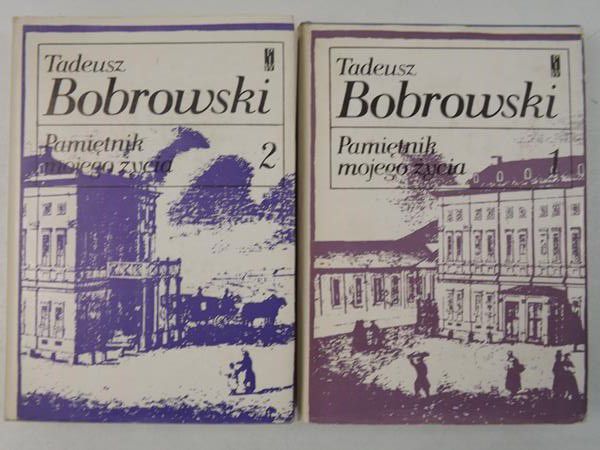 Tadeusz
Bobrowski
Pamiętnik
mojego życia
2
Tadeusz
Bobrowski
Pamiętnik
mojego życia
1